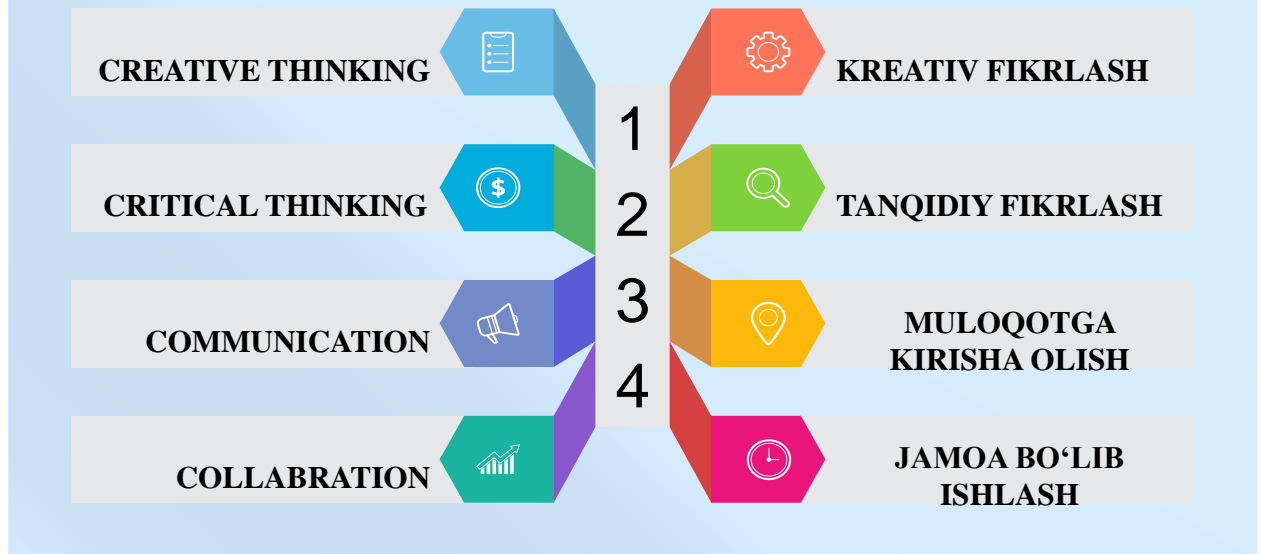 CREATIVE THINKING
1
KREATIV FIKRLASH
CRITICAL THINKING
2
TANQIDIY FIKRLASH
COMMUNICATION
3
MULOQOTGA
KIRISHA OLISH
COLLABRATION
4
JAMOA BO‘LIB
ISHLASH